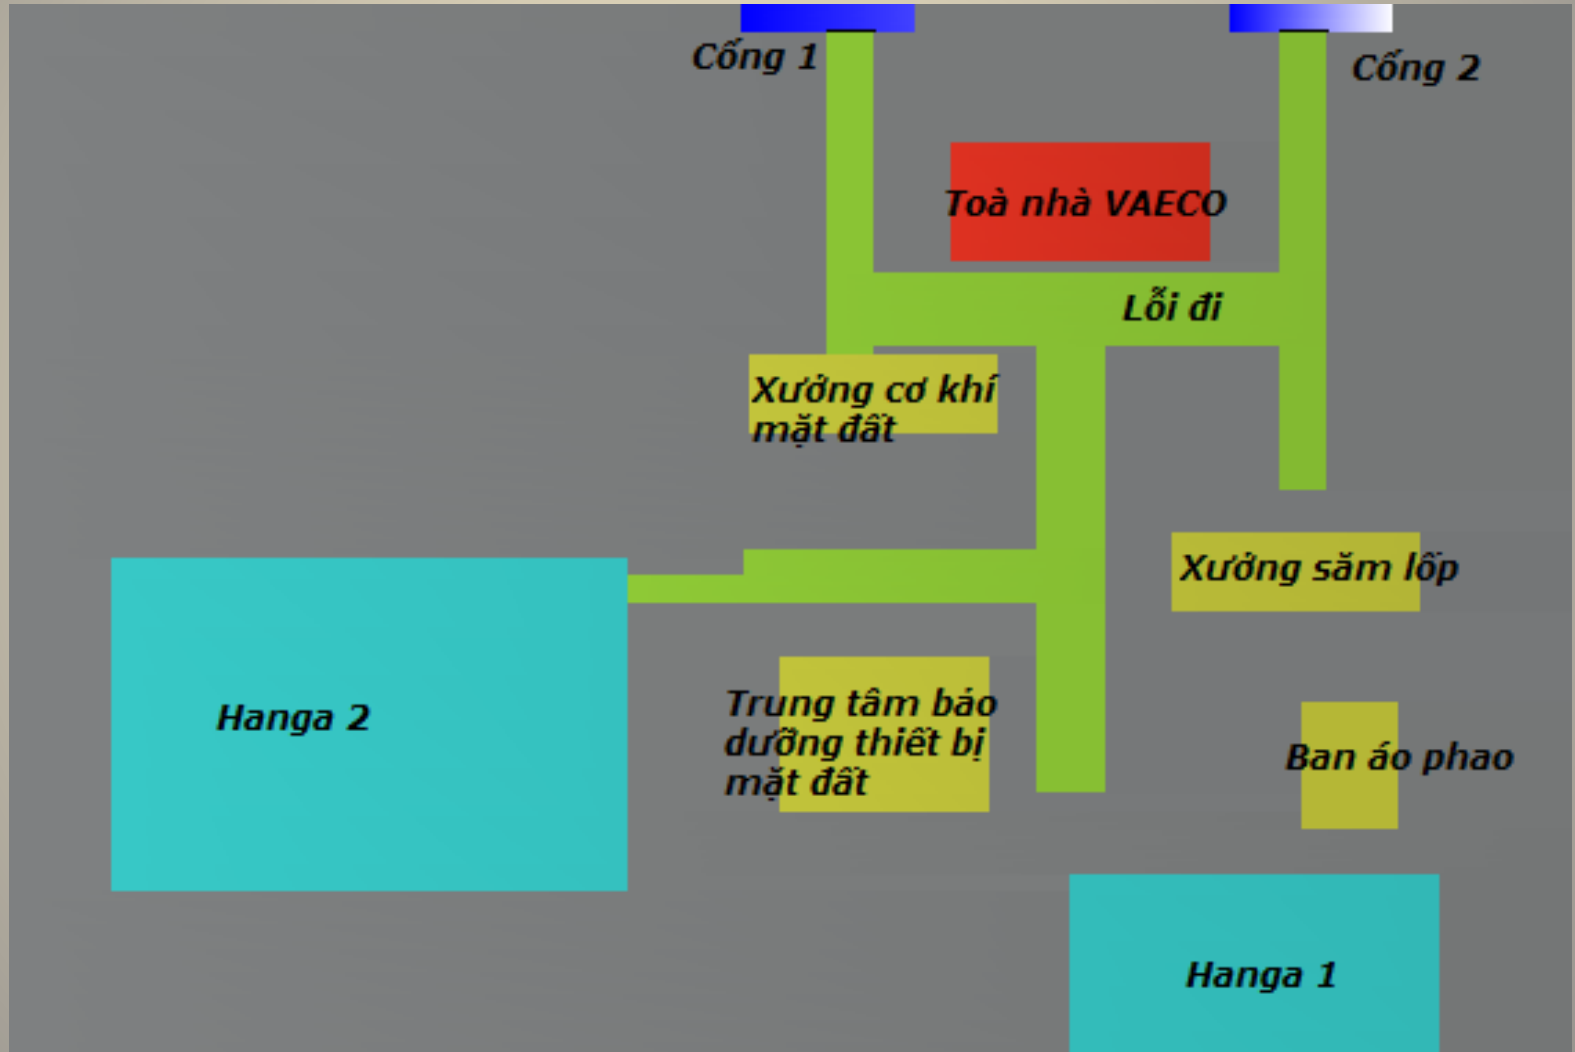 Cổng 1
Cổng 2
Toà nhà VAECO
Lỗi đi
Xưởng cơ khí
mặt đất
Xưởng săm lốp
Hanga 2
Trung tâm bảo
dưỡng thiết bị
mặt đất
Ban áo phao
Hanga 1